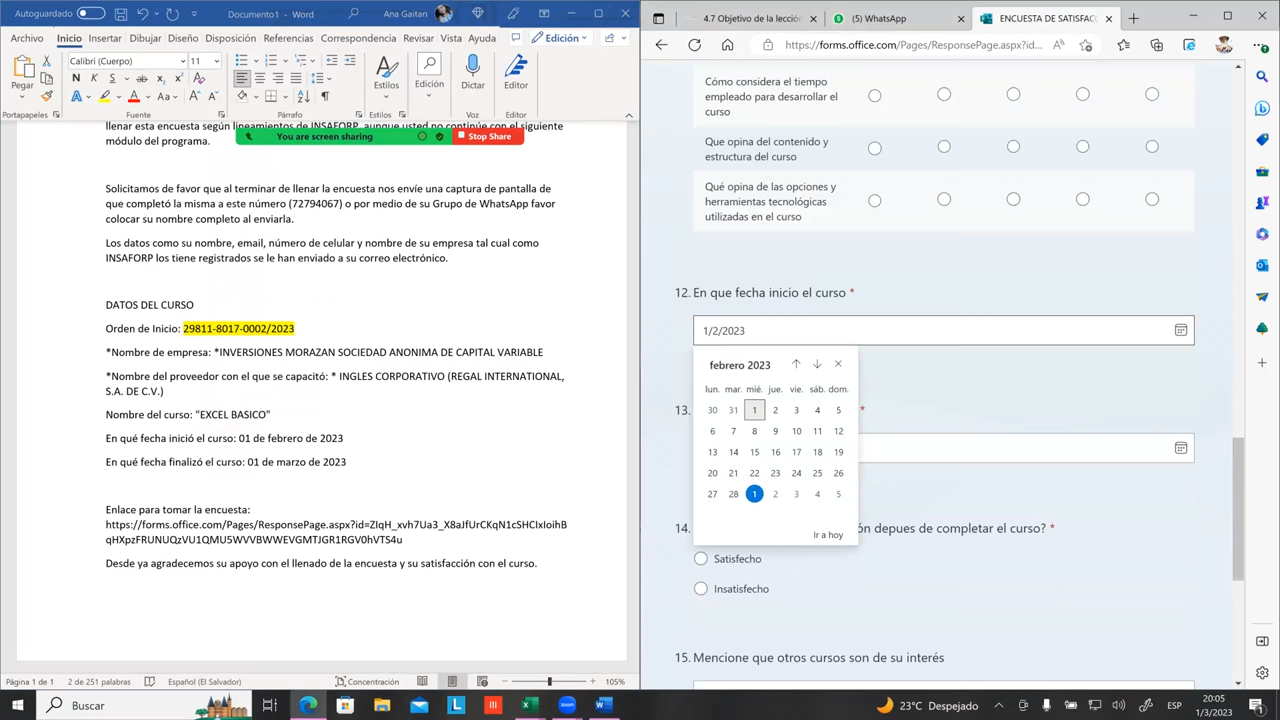 Autoguardado
Documento1 - Word
Ana Gaitan
Archivo Inicio Insertar Dibujar Diseño Disposición Referencias Correspondencia Revisar Vista Ayuda
Edición
Calibri (Cuerpo) 11
Pegar
N K S ab x₂ x²
A A Aa A A
Estilos
Edición
Dictar
Editor
Portapapeles Fuente Párrafo Estilos Voz Editor
llenar esta encuesta según lineamientos de INSAFORP, aunque usted no continúe con el siguiente
módulo del programa.
You are screen sharing
Stop Share
Solicitamos de favor que al terminar de llenar la encuesta nos envíe una captura de pantalla de
que completó la misma a este número (72794067) o por medio de su Grupo de WhatsApp favor
colocar su nombre completo al enviarla.
Los datos como su nombre, email, número de celular y nombre de su empresa tal cual como
INSAFORP los tiene registrados se le han enviado a su correo electrónico.
DATOS DEL CURSO
Orden de Inicio: 29811-8017-0002/2023
*Nombre de empresa: *INVERSIONES MORAZAN SOCIEDAD ANONIMA DE CAPITAL VARIABLE
*Nombre del proveedor con el que se capacitó: * INGLES CORPORATIVO (REGAL INTERNATIONAL,
S.A. DE C.V.)
Nombre del curso: "EXCEL BASICO"
En qué fecha inició el curso: 01 de febrero de 2023
En qué fecha finalizó el curso: 01 de marzo de 2023
Enlace para tomar la encuesta:
https://forms.office.com/Pages/ResponsePage.aspx?id=ZIqH_xvh7Ua3_X8aJfUrCKqN1cSHCIxIoihB
qHXpzFRUNUQzVU1QMU5WVVBWWEVGMTJGR1RGV0hVTS4u
Desde ya agradecemos su apoyo con el llenado de la encuesta y su satisfacción con el curso.
Página 1 de 1 2 de 251 palabras Español (El Salvador) Concentración 105%
4.7 Objetivo de la lección
(5) WhatsApp
ENCUESTA DE SATISFAC
https://forms.office.com/Pages/ResponsePage.aspx?id...
Cómo considera el tiempo
empleado para desarrollar el
curso
Que opina del contenido y
estructura del curso
Qué opina de las opciones y
herramientas tecnológicas
utilizadas en el curso
12. En que fecha inicio el curso *
1/2/2023
febrero 2023
lun. mar. mié. jue. vie. sáb. dom.
30 31 1 2 3 4 5
6 7 8 9 10 11 12
13 14 15 16 17 18 19
20 21 22 23 24 25 26
27 28 1 2 3 4 5
Ir a hoy
13. *
14. ón depues de completar el curso? *
Satisfecho
Insatisfecho
15. Mencione que otros cursos son de su interés
Buscar
23°C Despejado
ESP
20:05
1/3/2023